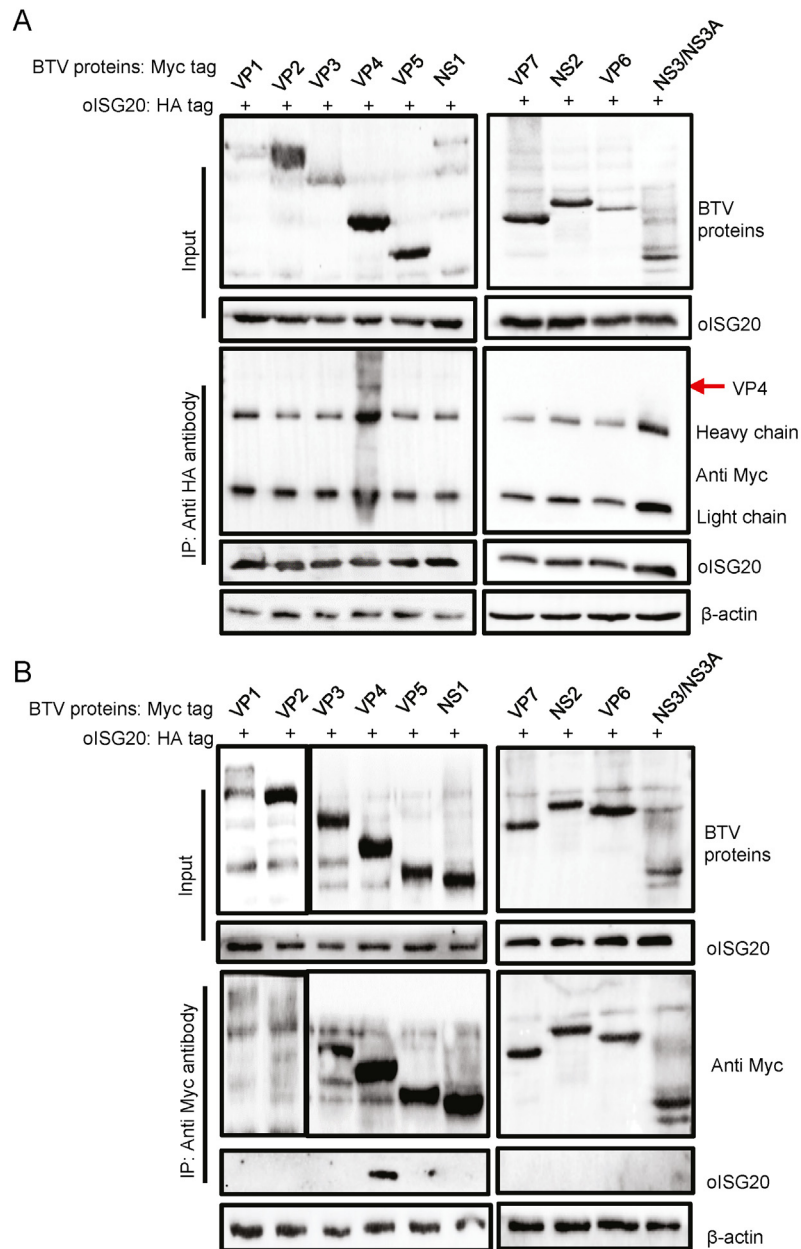 A
BTV proteins: Myc tag VP1 VP2 VP3 VP4 VP5 NS1 VP7 NS2 VP6 NS3/NS3A
oISG20: HA tag + + + + + + + + + +
Input
BTV
proteins
oISG20
IP: Anti HA antibody
VP4
Heavy chain
Anti Myc
Light chain
oISG20
β-actin
B
BTV proteins: Myc tag VP1 VP2 VP3 VP4 VP5 NS1 VP7 NS2 VP6 NS3/NS3A
oISG20: HA tag + + + + + + + + + +
Input
BTV
proteins
oISG20
IP: Anti Myc antibody
Anti Myc
oISG20
β-actin